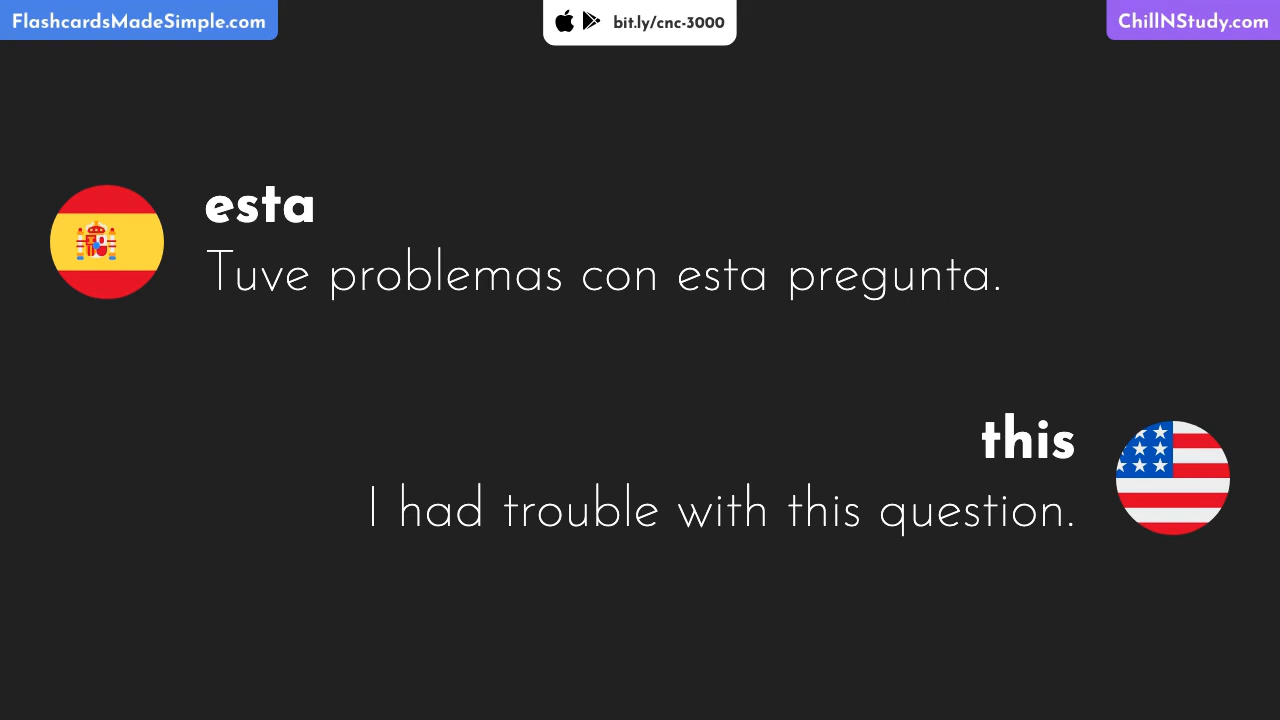 FlashcardsMadeSimple.com
bit.ly/cnc-3000
ChillNStudy.com
esta
Tuve problemas con esta pregunta.
this
I had trouble with this question.